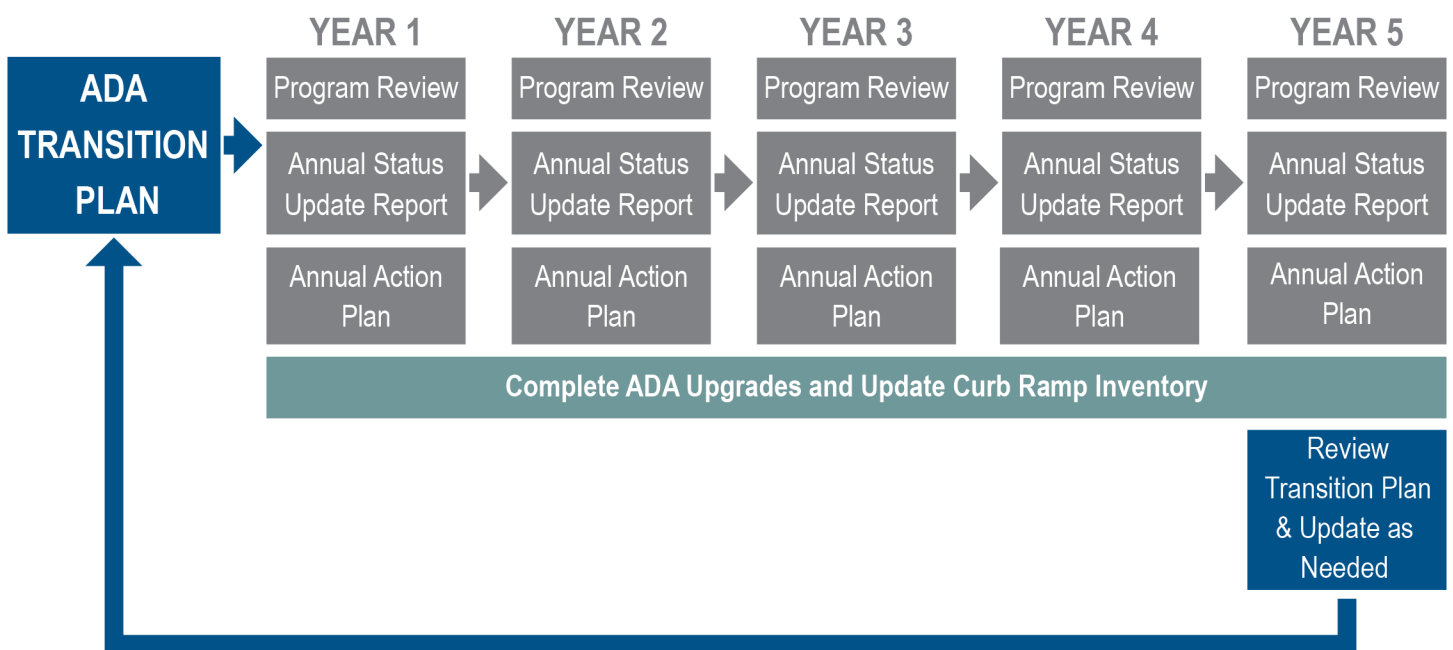 YEAR 1
YEAR 2
YEAR 3
YEAR 4
YEAR 5
ADA
TRANSITION
PLAN
Program Review
Annual Status
Update Report
Annual Action
Plan
Program Review
Annual Status
Update Report
Annual Action
Plan
Program Review
Annual Status
Update Report
Annual Action
Plan
Program Review
Annual Status
Update Report
Annual Action
Plan
Program Review
Annual Status
Update Report
Annual Action
Plan
Complete ADA Upgrades and Update Curb Ramp Inventory
Review
Transition Plan
& Update as
Needed